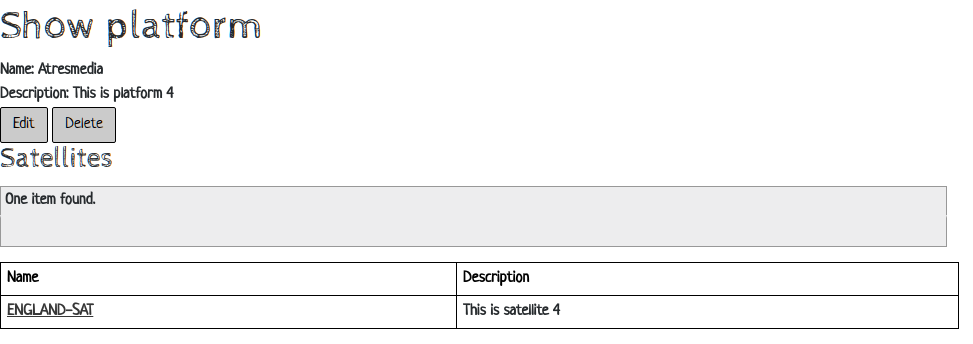 Show platform
Name: Atresmedia
Description: This is platform 4
Edit Delete
Satellites
One item found.
Name Description
ENGLAND-SAT This is satellite 4